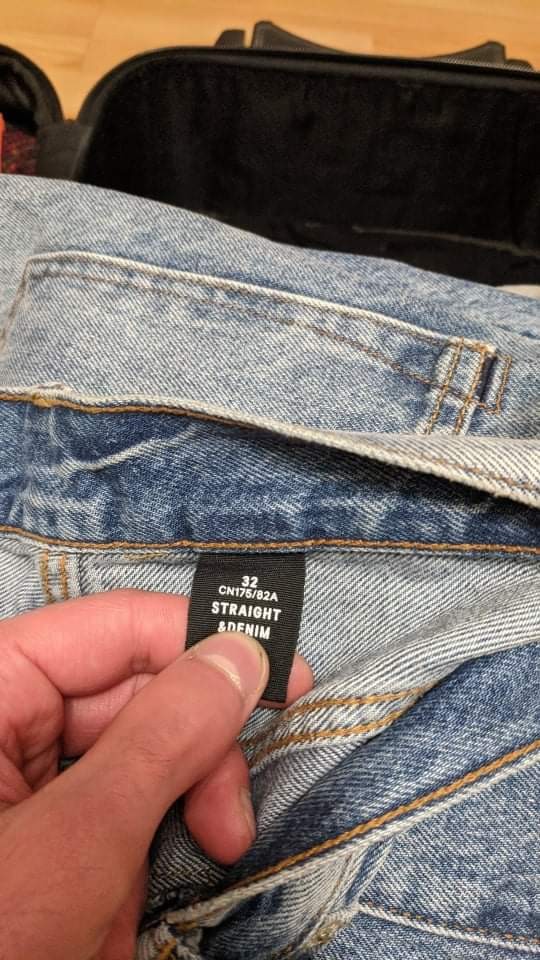 32
CN175/82A
STRAIGHT
&DENIM